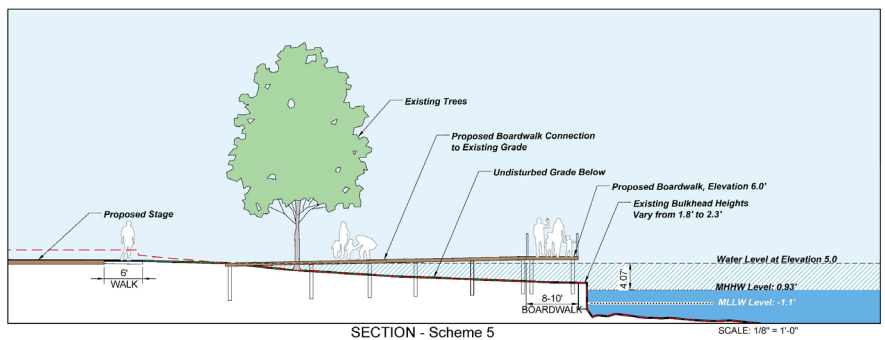 Existing Trees
Proposed Boardwalk Connection
to Existing Grade
Undisturbed Grade Below
Proposed Boardwalk, Elevation 6.0'
Existing Bulkhead Heights
Vary from 1.8' to 2.3'
Proposed Stage
Water Level at Elevation 5.0
6'
WALK
4.07'
MHHW Level: 0.93'
8-10'
BOARDWALK
MLLW Level: -1.1'
SECTION - Scheme 5
SCALE: 1/8" = 1'-0"